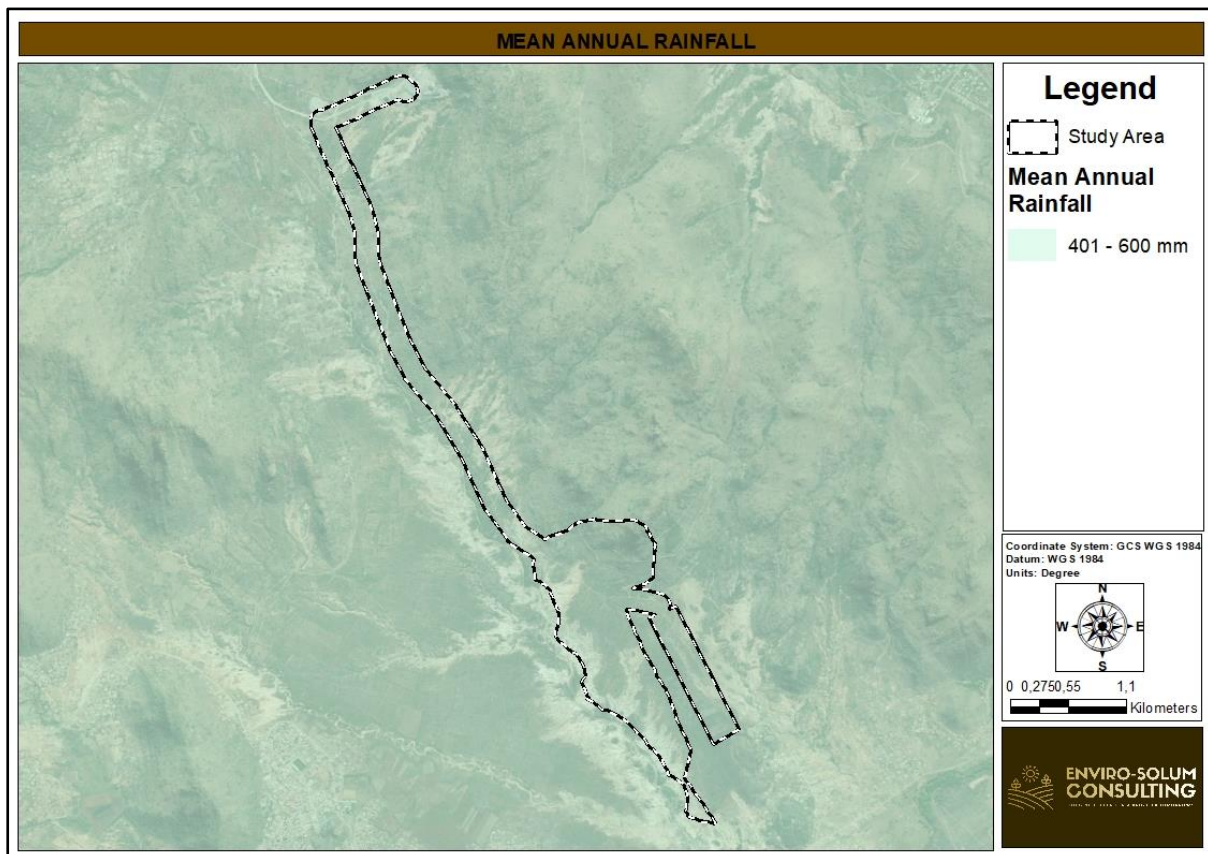 MEAN ANNUAL RAINFALL
Legend
Study Area
Mean Annual
Rainfall
401 - 600 mm
Coordinate System: GCS WGS 1984
Datum: WGS 1984
Units: Degree
N
W E
S
0 0,2750,55 1,1
Kilometers
ENVIRO-SOLUM
CONSULTING